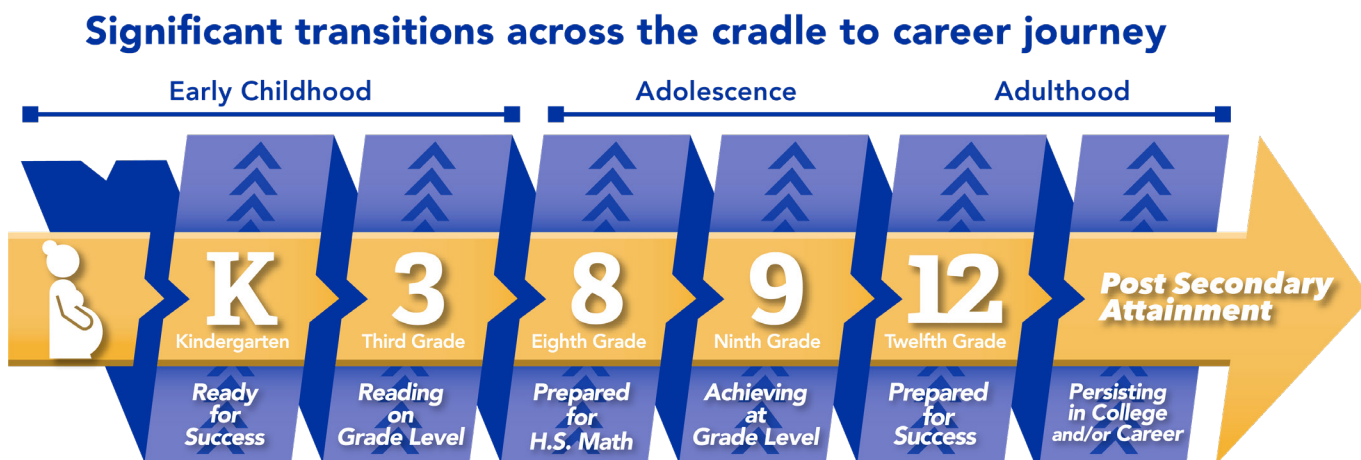 Significant transitions across the cradle to career journey
Early Childhood
Adolescence
Adulthood
K
Kindergarten
Ready
for
Success
3
Third Grade
Reading
on
Grade Level
8
Eighth Grade
Prepared
for
H.S. Math
9
Ninth Grade
Achieving
at
Grade Level
12
Twelfth Grade
Prepared
for
Success
Post Secondary
Attainment
Persisting
in College
and/or Career